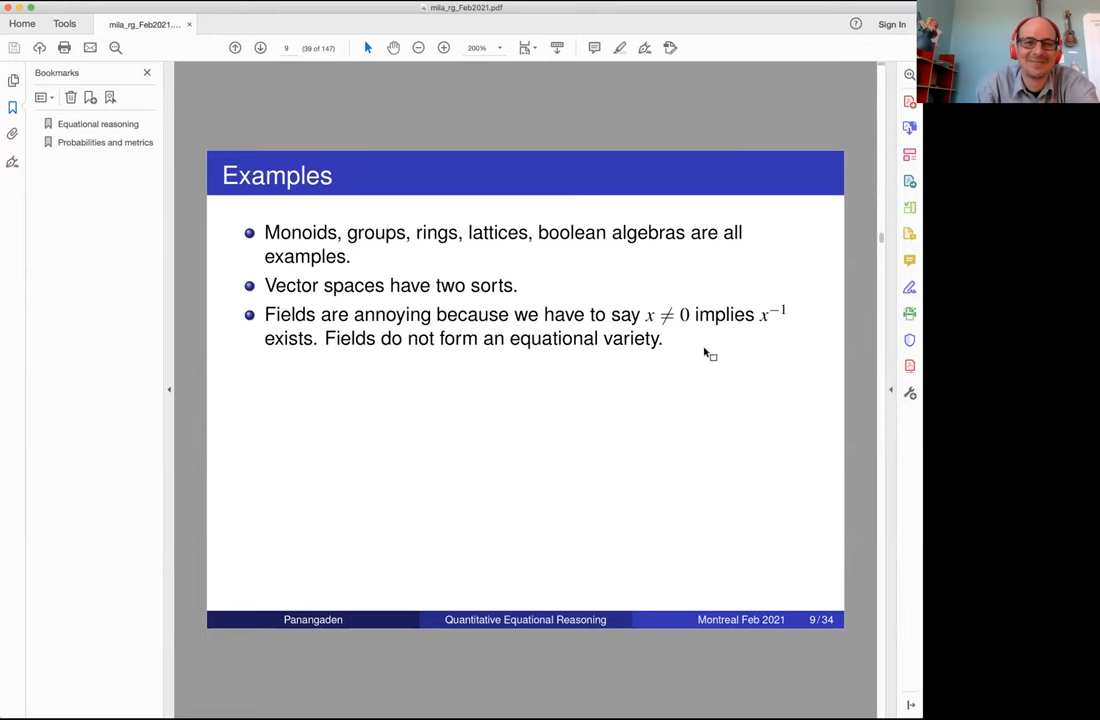 mila_rg_Feb2021.pdf
Home Tools mila_rg_Feb2021.... × Sign In
9 (39 of 147) 200%
Bookmarks
Equational reasoning
Probabilities and metrics
Examples
Monoids, groups, rings, lattices, boolean algebras are all
examples.
Vector spaces have two sorts.
Fields are annoying because we have to say x ≠ 0 implies x⁻¹
exists. Fields do not form an equational variety.
Panangaden Quantitative Equational Reasoning Montreal Feb 2021 9/34